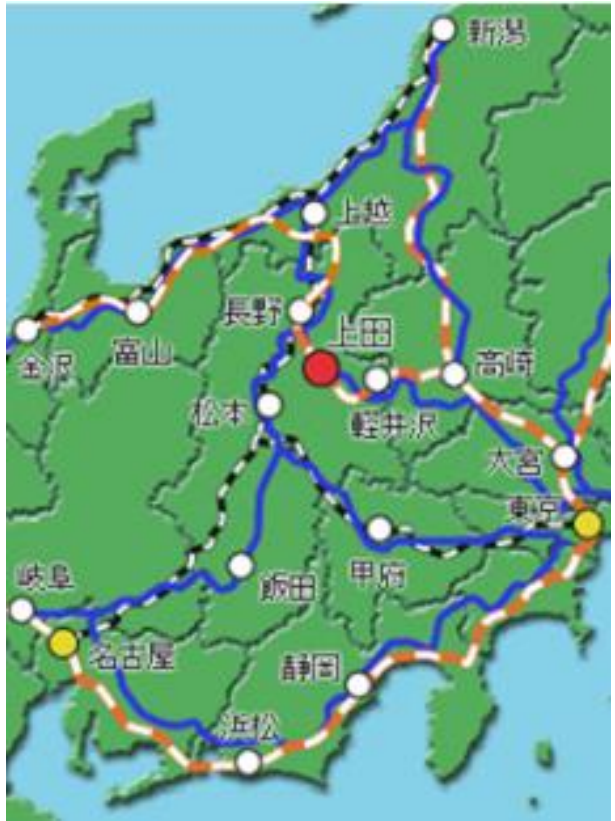 新潟
上越
長野
上田
金沢
富山
高崎
軽井沢
松本
大宮
東京
甲府
飯田
岐阜
名古屋
静岡
浜松